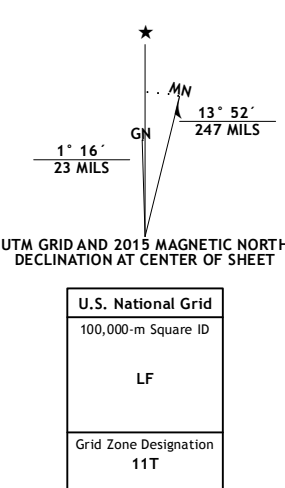 ★
MN
GN
13° 52´
247 MILS
1° 16´
23 MILS
UTM GRID AND 2015 MAGNETIC NORTH
DECLINATION AT CENTER OF SHEET
U.S. National Grid
100,000-m Square ID
LF
Grid Zone Designation
11T